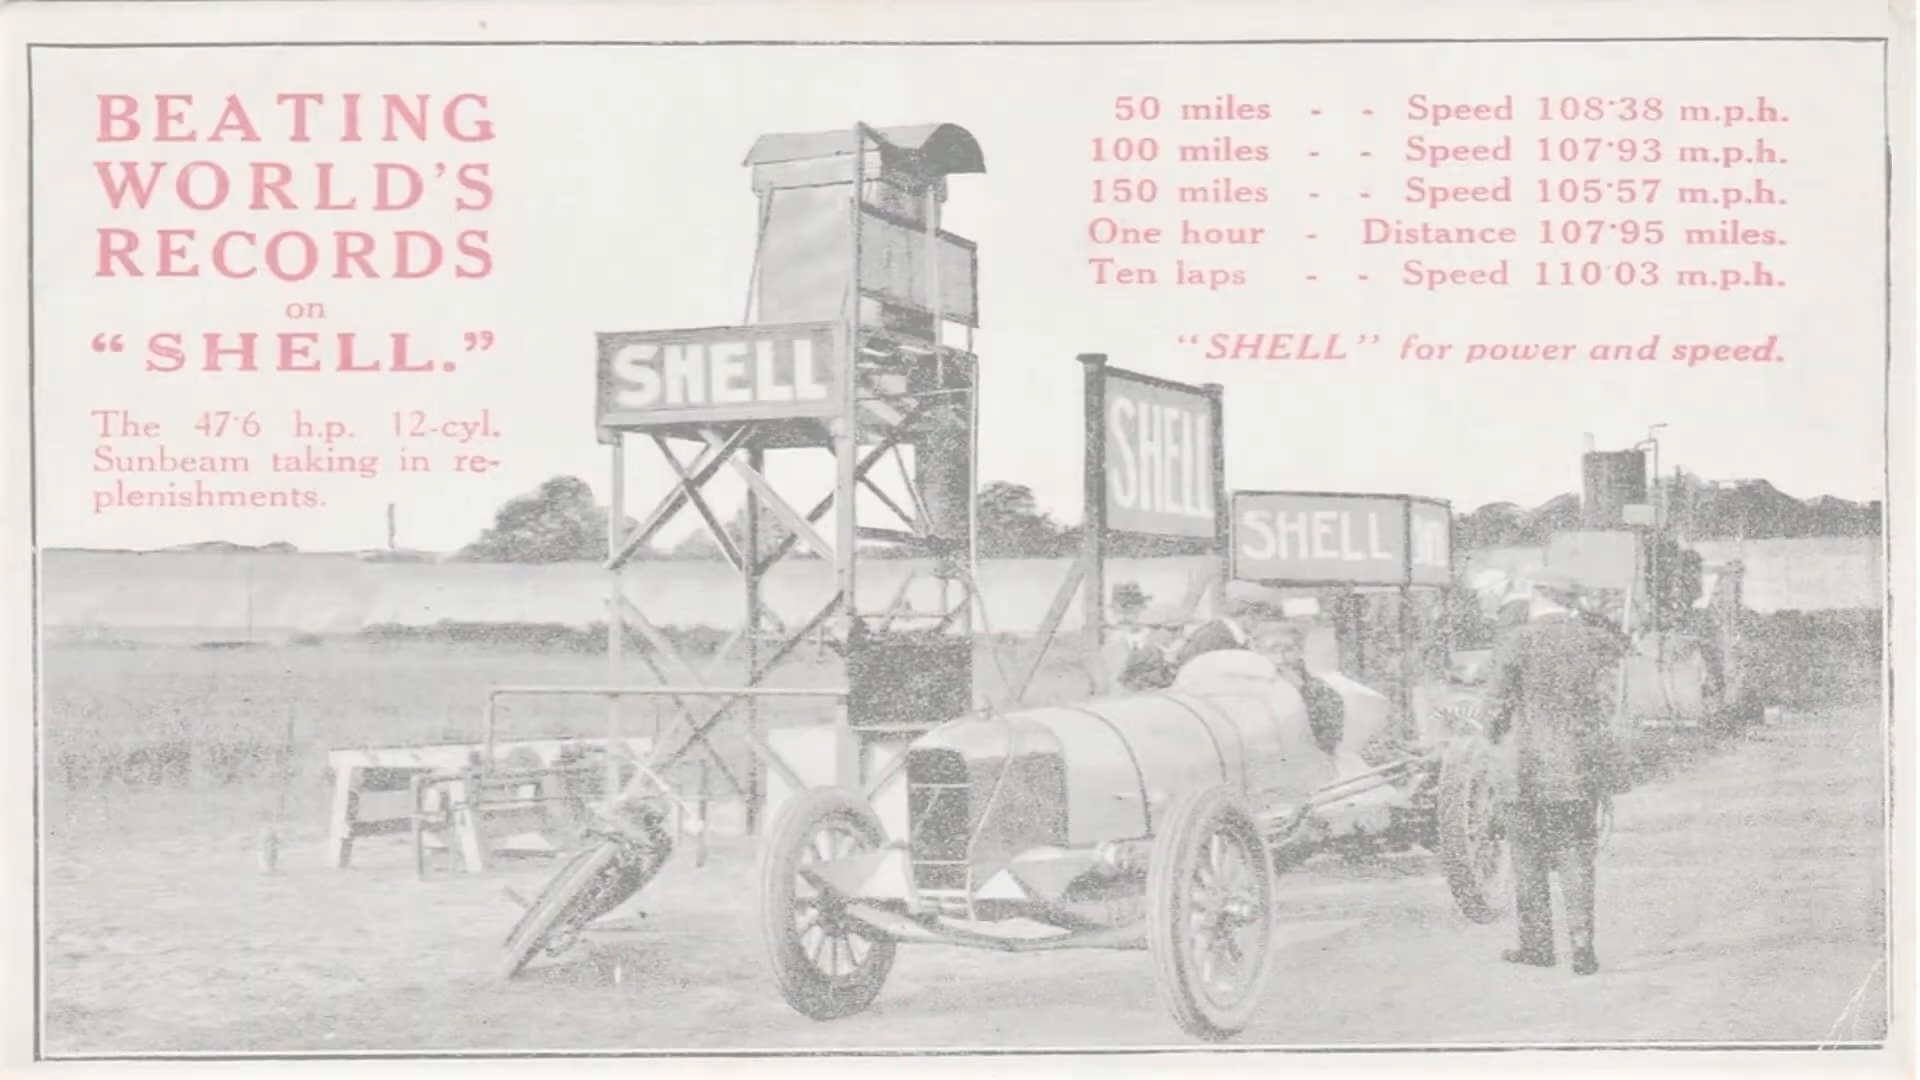 BEATING
WORLD'S
RECORDS
on
“SHELL.”
The 47·6 h.p. 12-cyl.
Sunbeam taking in re-
plenishments.
50 miles - - Speed 108·38 m.p.h.
100 miles - - Speed 107·93 m.p.h.
150 miles - - Speed 105·57 m.p.h.
One hour - Distance 107·95 miles.
Ten laps - - Speed 110·03 m.p.h.
“SHELL” for power and speed.
SHELL
SHELL
SHELL